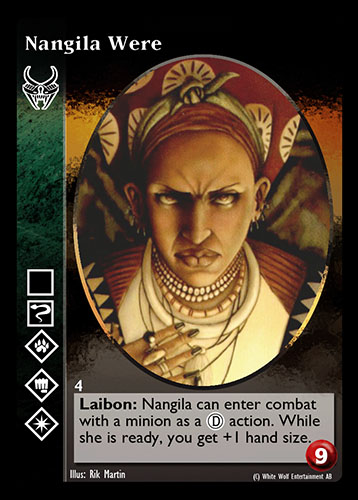 Nangila Were
4
Laibon: Nangila can enter combat
with a minion as a Ⓓ action. While
she is ready, you get +1 hand size.
9
Illus: Rik Martin (C) White Wolf Entertainment AB